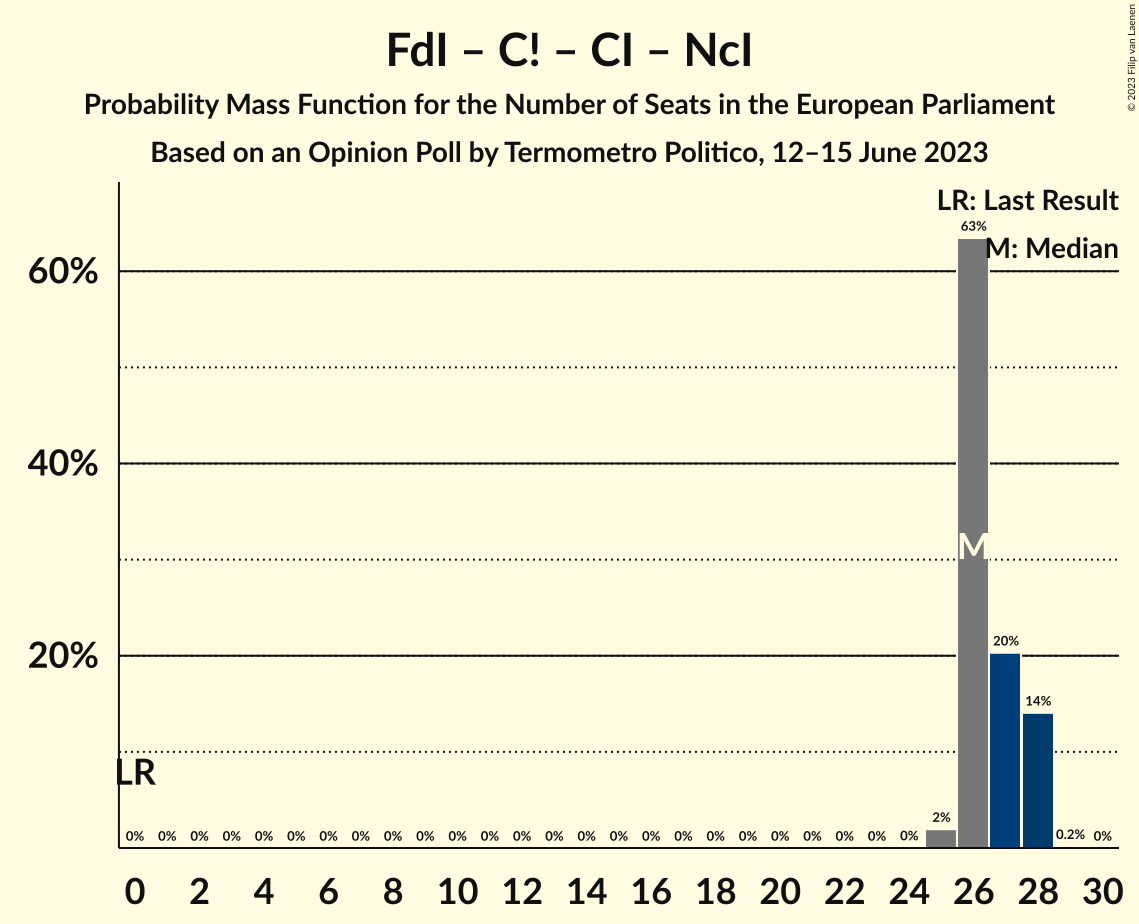 FdI – C! – CI – NcI
Probability Mass Function for the Number of Seats in the European Parliament
Based on an Opinion Poll by Termometro Politico, 12–15 June 2023
© 2023 Filip van Laenen
LR: Last Result
63%
M: Median
60%
40%
M
20%
20%
14%
LR
2%
0% 0% 0% 0% 0% 0% 0% 0% 0% 0% 0% 0% 0% 0% 0% 0% 0% 0% 0% 0% 0% 0% 0% 0% 0% 0.2% 0%
0 2 4 6 8 10 12 14 16 18 20 22 24 26 28 30